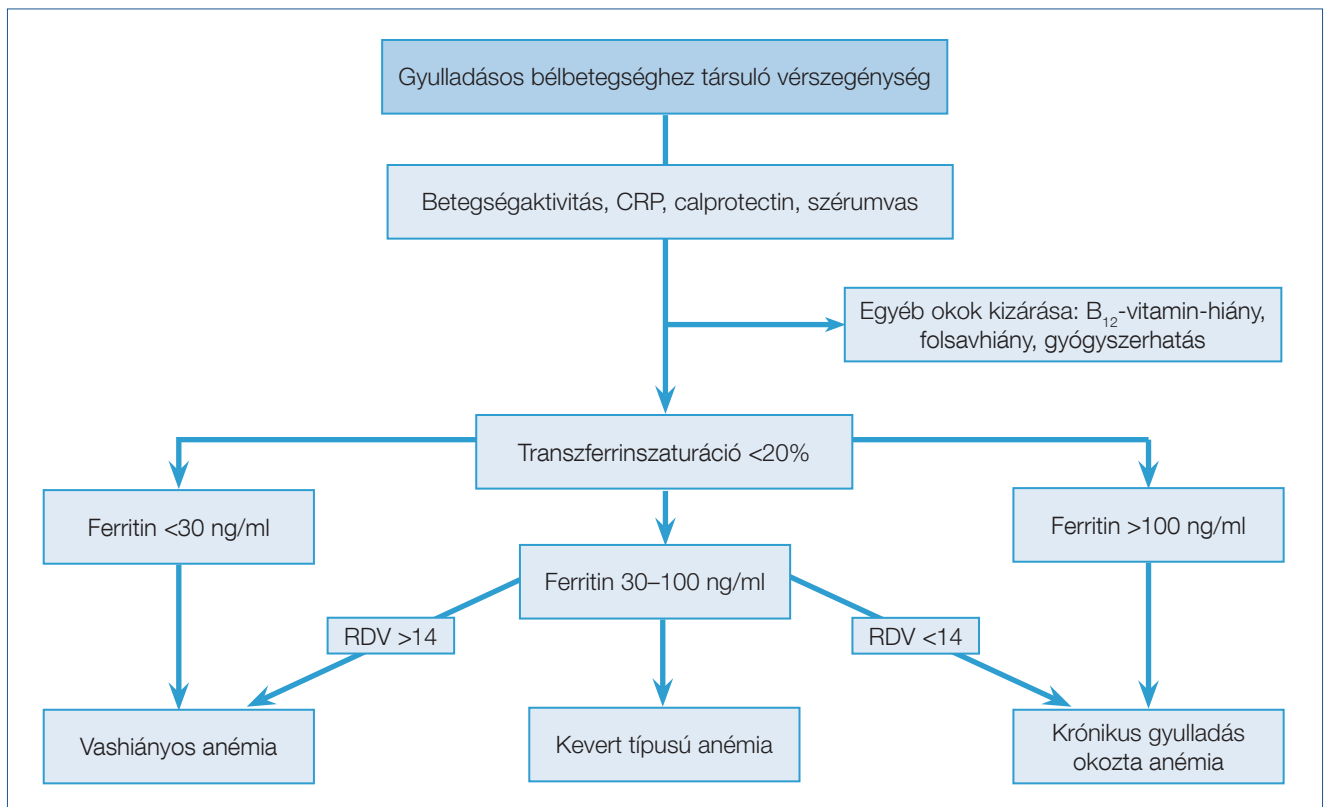 Gyulladásos bélbetegséghez társuló vérszegénység
Betegségaktivitás, CRP, calprotectin, szérumvas
Egyéb okok kizárása: B₁₂-vitamin-hiány,
folsavhiány, gyógyszerhatás
Transzferrinszaturáció <20%
Ferritin <30 ng/ml
Ferritin 30–100 ng/ml
Ferritin >100 ng/ml
RDV >14
RDV <14
Vashiányos anémia
Kevert típusú anémia
Krónikus gyulladás
okozta anémia